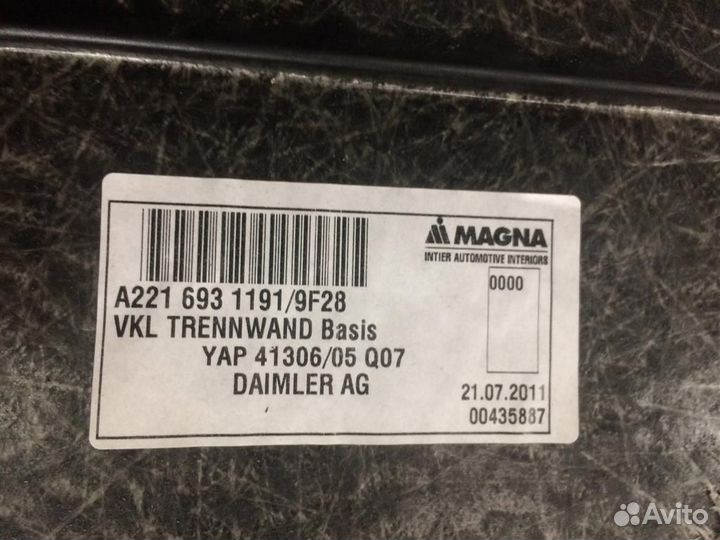 MAGNA
INTIER AUTOMOTIVE INTERIORS
0000
A221 693 1191/9F28
VKL TRENNWAND Basis
YAP 41306/05 Q07
DAIMLER AG
21.07.2011
00435887
Avito